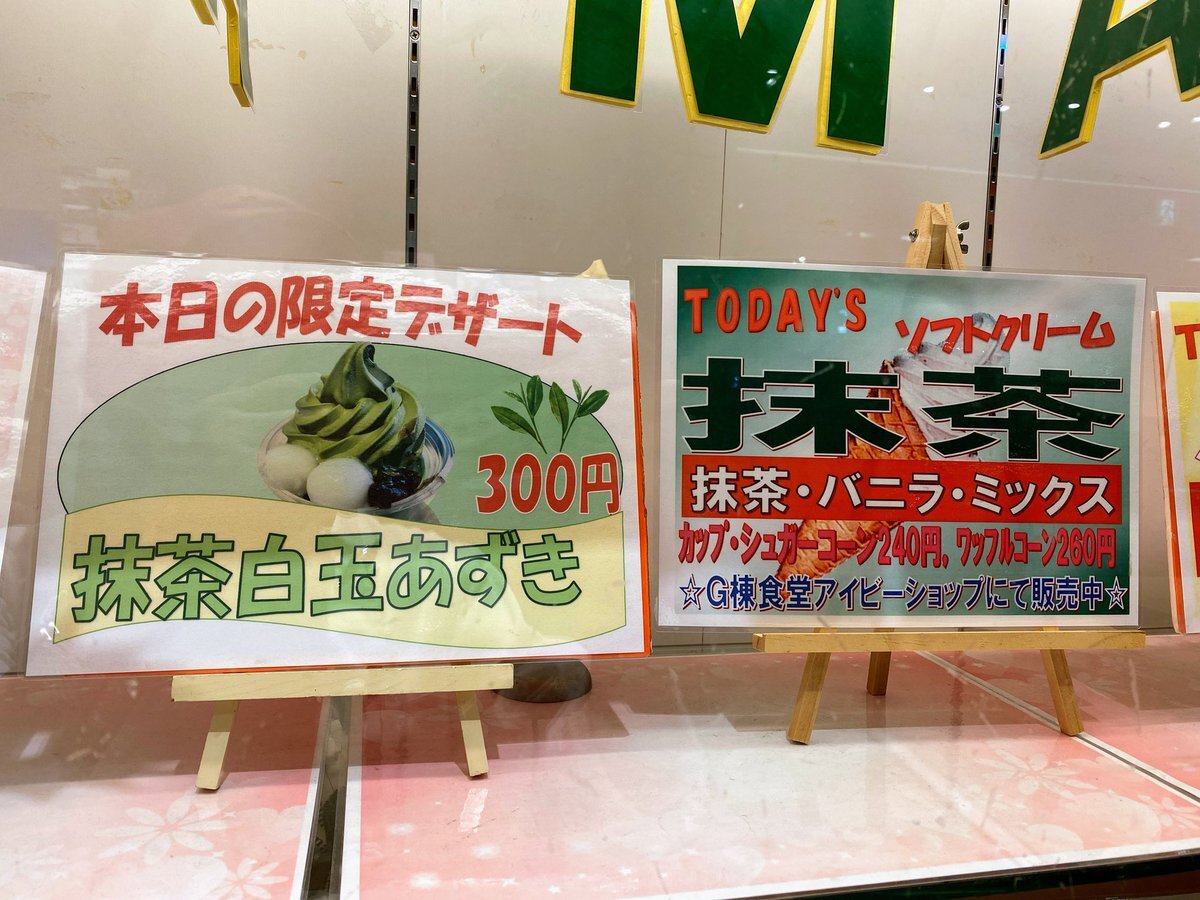 MA
本日の限定デザート
300円
抹茶白玉あずき
TODAY'S
ソフトクリーム
抹茶
抹茶・バニラ・ミックス
カップ・シュガーコーン240円,ワッフルコーン260円
☆G棟食堂アイビーショップにて販売中☆
T